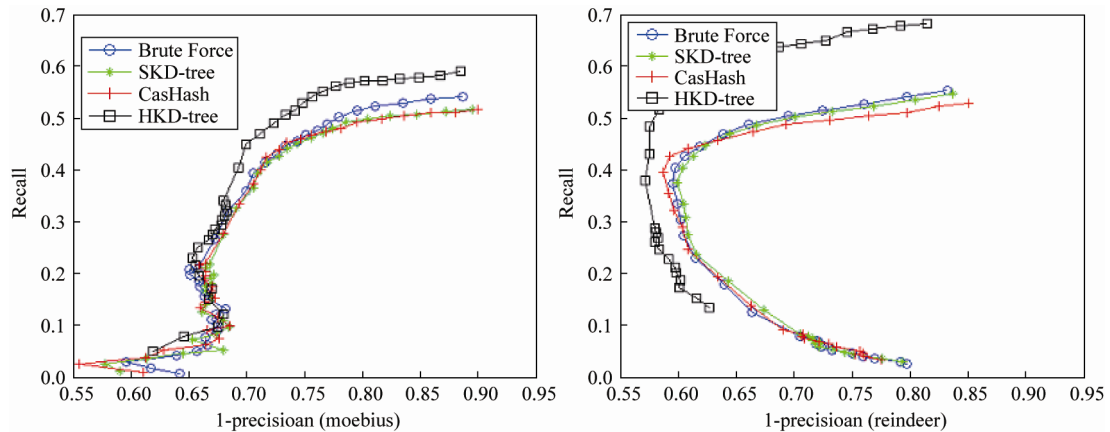 0.7
0.6
0.5
0.4
0.3
0.2
0.1
0.0
Recall
Brute Force
SKD-tree
CasHash
HKD-tree
0.55 0.60 0.65 0.70 0.75 0.80 0.85 0.90 0.95
1-precisioan (moebius)
0.7
0.6
0.5
0.4
0.3
0.2
0.1
0.0
Recall
Brute Force
SKD-tree
CasHash
HKD-tree
0.55 0.60 0.65 0.70 0.75 0.80 0.85 0.90 0.95
1-precisioan (reindeer)